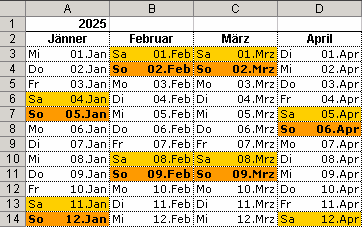 A B C D
1 2025
2 Jänner Februar März April
3 Mi 01.Jan Sa 01.Feb Sa 01.Mrz Di 01.Apr
4 Do 02.Jan So 02.Feb So 02.Mrz Mi 02.Apr
5 Fr 03.Jan Mo 03.Feb Mo 03.Mrz Do 03.Apr
6 Sa 04.Jan Di 04.Feb Di 04.Mrz Fr 04.Apr
7 So 05.Jan Mi 05.Feb Mi 05.Mrz Sa 05.Apr
8 Mo 06.Jan Do 06.Feb Do 06.Mrz So 06.Apr
9 Di 07.Jan Fr 07.Feb Fr 07.Mrz Mo 07.Apr
10 Mi 08.Jan Sa 08.Feb Sa 08.Mrz Di 08.Apr
11 Do 09.Jan So 09.Feb So 09.Mrz Mi 09.Apr
12 Fr 10.Jan Mo 10.Feb Mo 10.Mrz Do 10.Apr
13 Sa 11.Jan Di 11.Feb Di 11.Mrz Fr 11.Apr
14 So 12.Jan Mi 12.Feb Mi 12.Mrz Sa 12.Apr